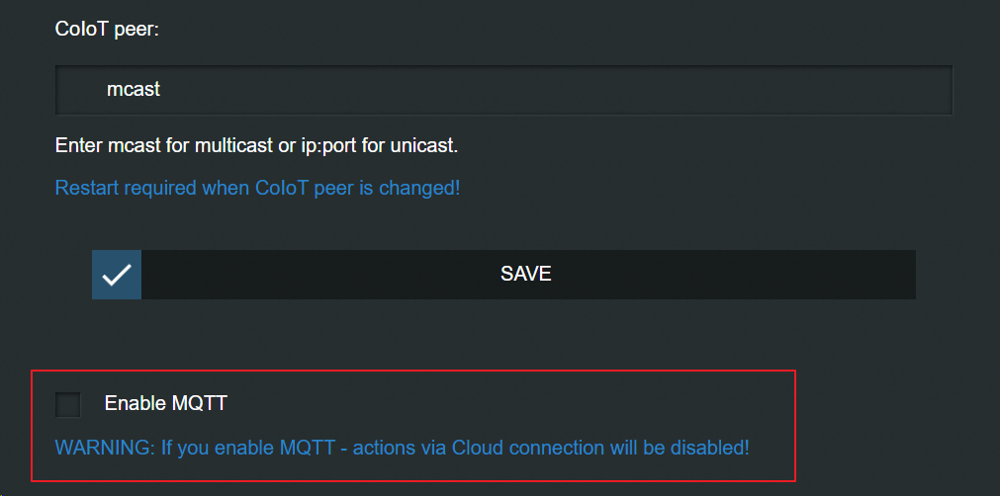 CoIoT peer:
mcast
Enter mcast for multicast or ip:port for unicast.
Restart required when CoIoT peer is changed!
SAVE
Enable MQTT
WARNING: If you enable MQTT - actions via Cloud connection will be disabled!